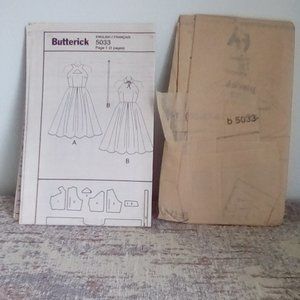 Butterick
ENGLISH / FRANÇAIS
5033
Page 1 (2 pages)
B
A
B
b 5033